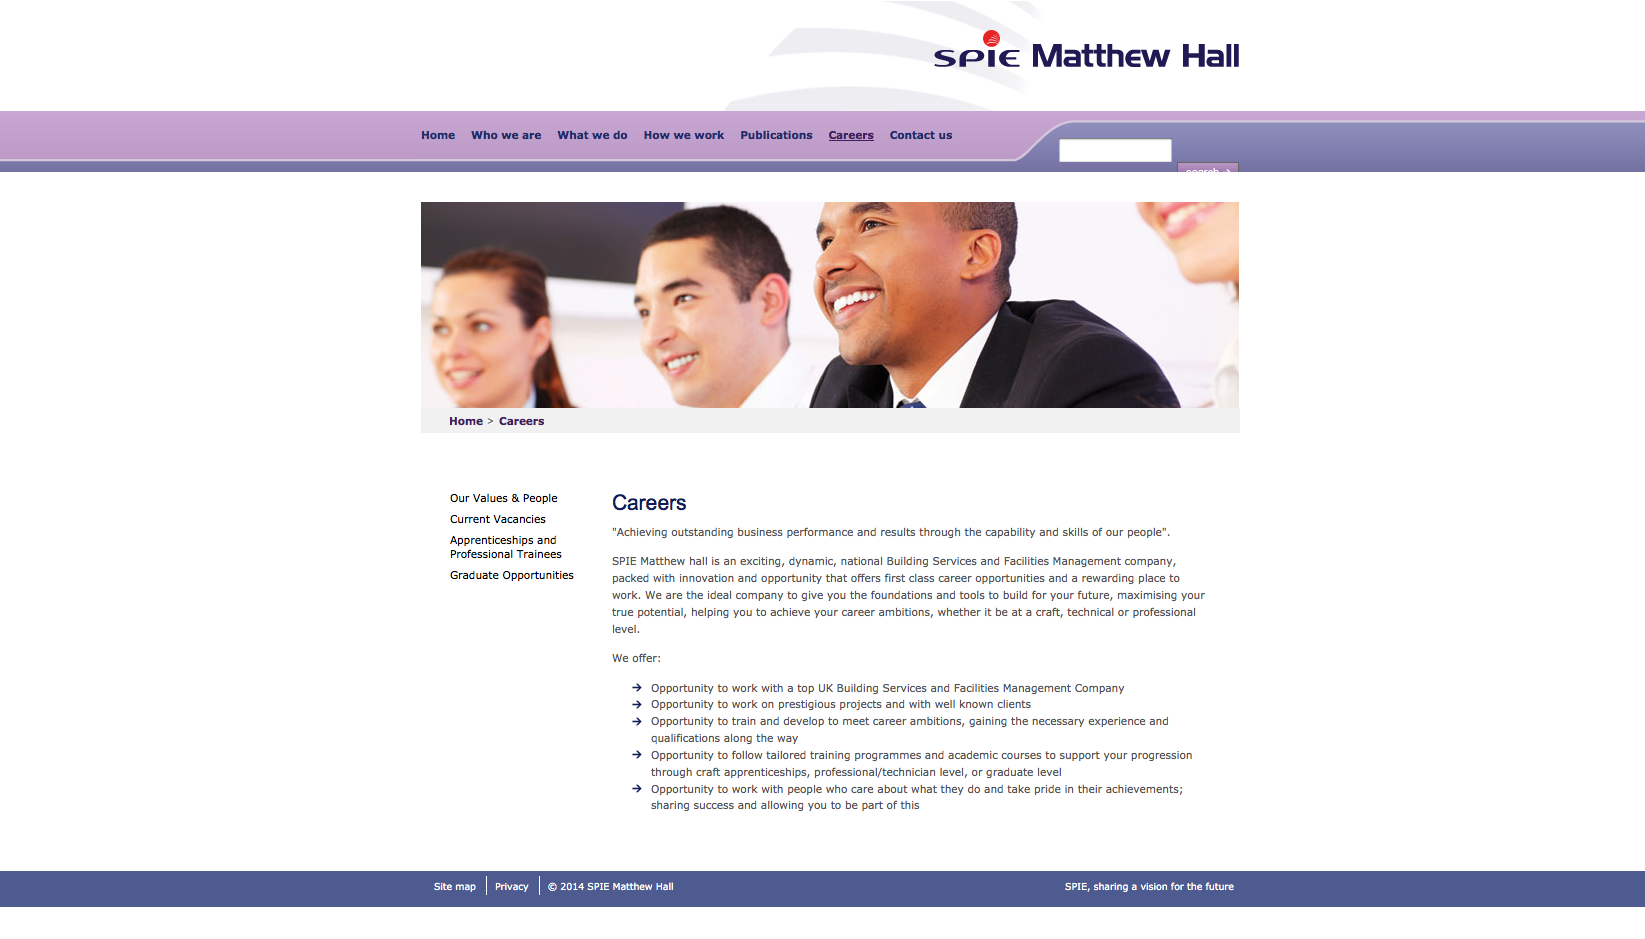 SPIE Matthew Hall
Home Who we are What we do How we work Publications Careers Contact us
search →
Home > Careers
Our Values & People
Current Vacancies
Apprenticeships and
Professional Trainees
Graduate Opportunities
Careers
"Achieving outstanding business performance and results through the capability and skills of our people".
SPIE Matthew hall is an exciting, dynamic, national Building Services and Facilities Management company,
packed with innovation and opportunity that offers first class career opportunities and a rewarding place to
work. We are the ideal company to give you the foundations and tools to build for your future, maximising your
true potential, helping you to achieve your career ambitions, whether it be at a craft, technical or professional
level.
We offer:
→ Opportunity to work with a top UK Building Services and Facilities Management Company
→ Opportunity to work on prestigious projects and with well known clients
→ Opportunity to train and develop to meet career ambitions, gaining the necessary experience and
qualifications along the way
→ Opportunity to follow tailored training programmes and academic courses to support your progression
through craft apprenticeships, professional/technician level, or graduate level
→ Opportunity to work with people who care about what they do and take pride in their achievements;
sharing success and allowing you to be part of this
Site map Privacy © 2014 SPIE Matthew Hall
SPIE, sharing a vision for the future